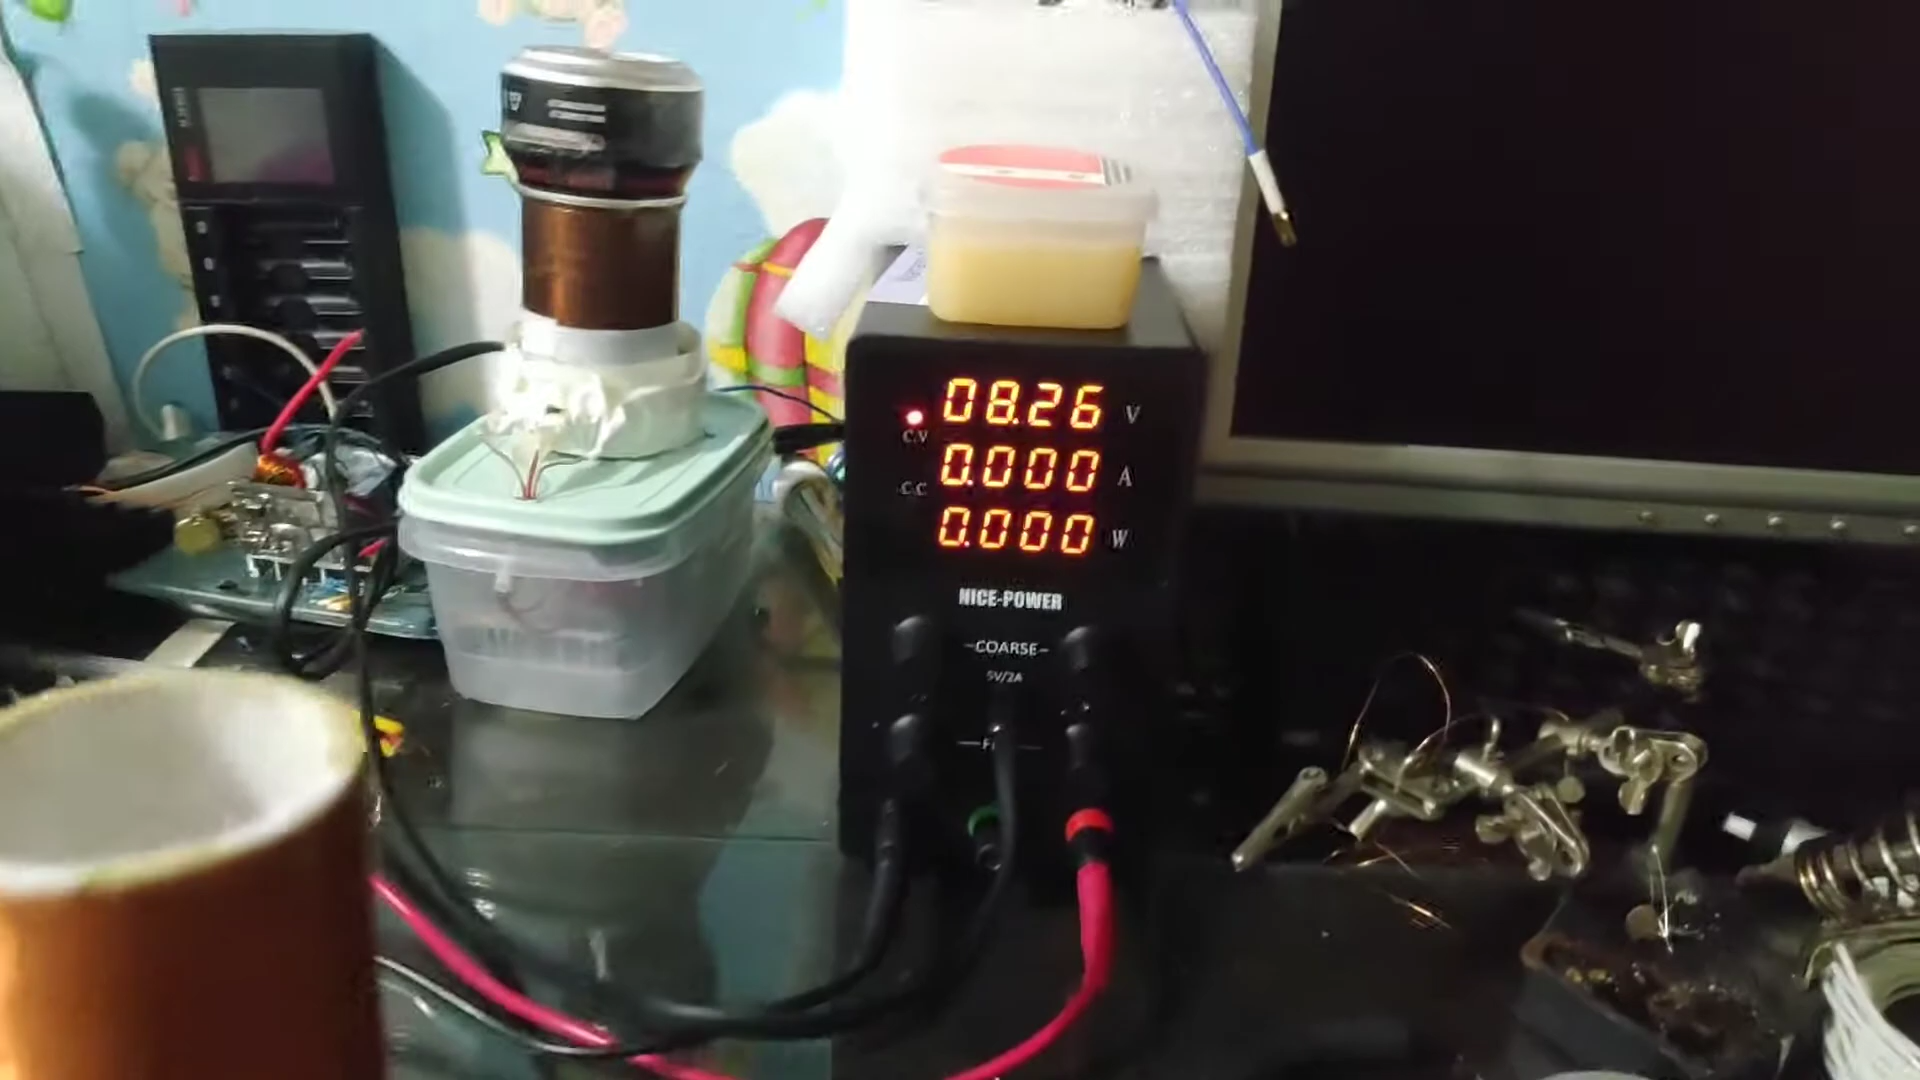 08.26 V
C.V
0.000 A
C.C
0.000 W
NICE-POWER
-COARSE-
5V/2A